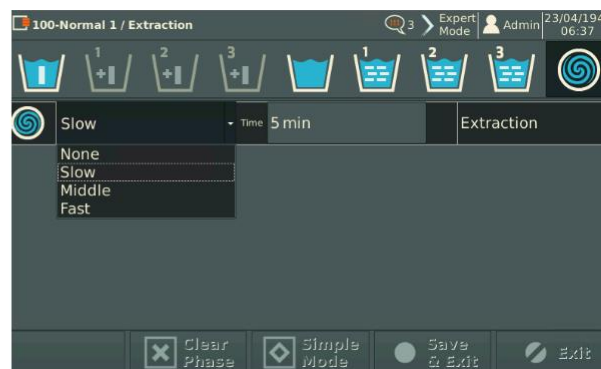 100-Normal 1 / Extraction
3
Expert Mode
Admin
23/04/194
06:37
1
2
3
1
2
3
Slow
Time
5 min
Extraction
None
Slow
Middle
Fast
Clear
Phase
Simple
Mode
Save
& Exit
Exit